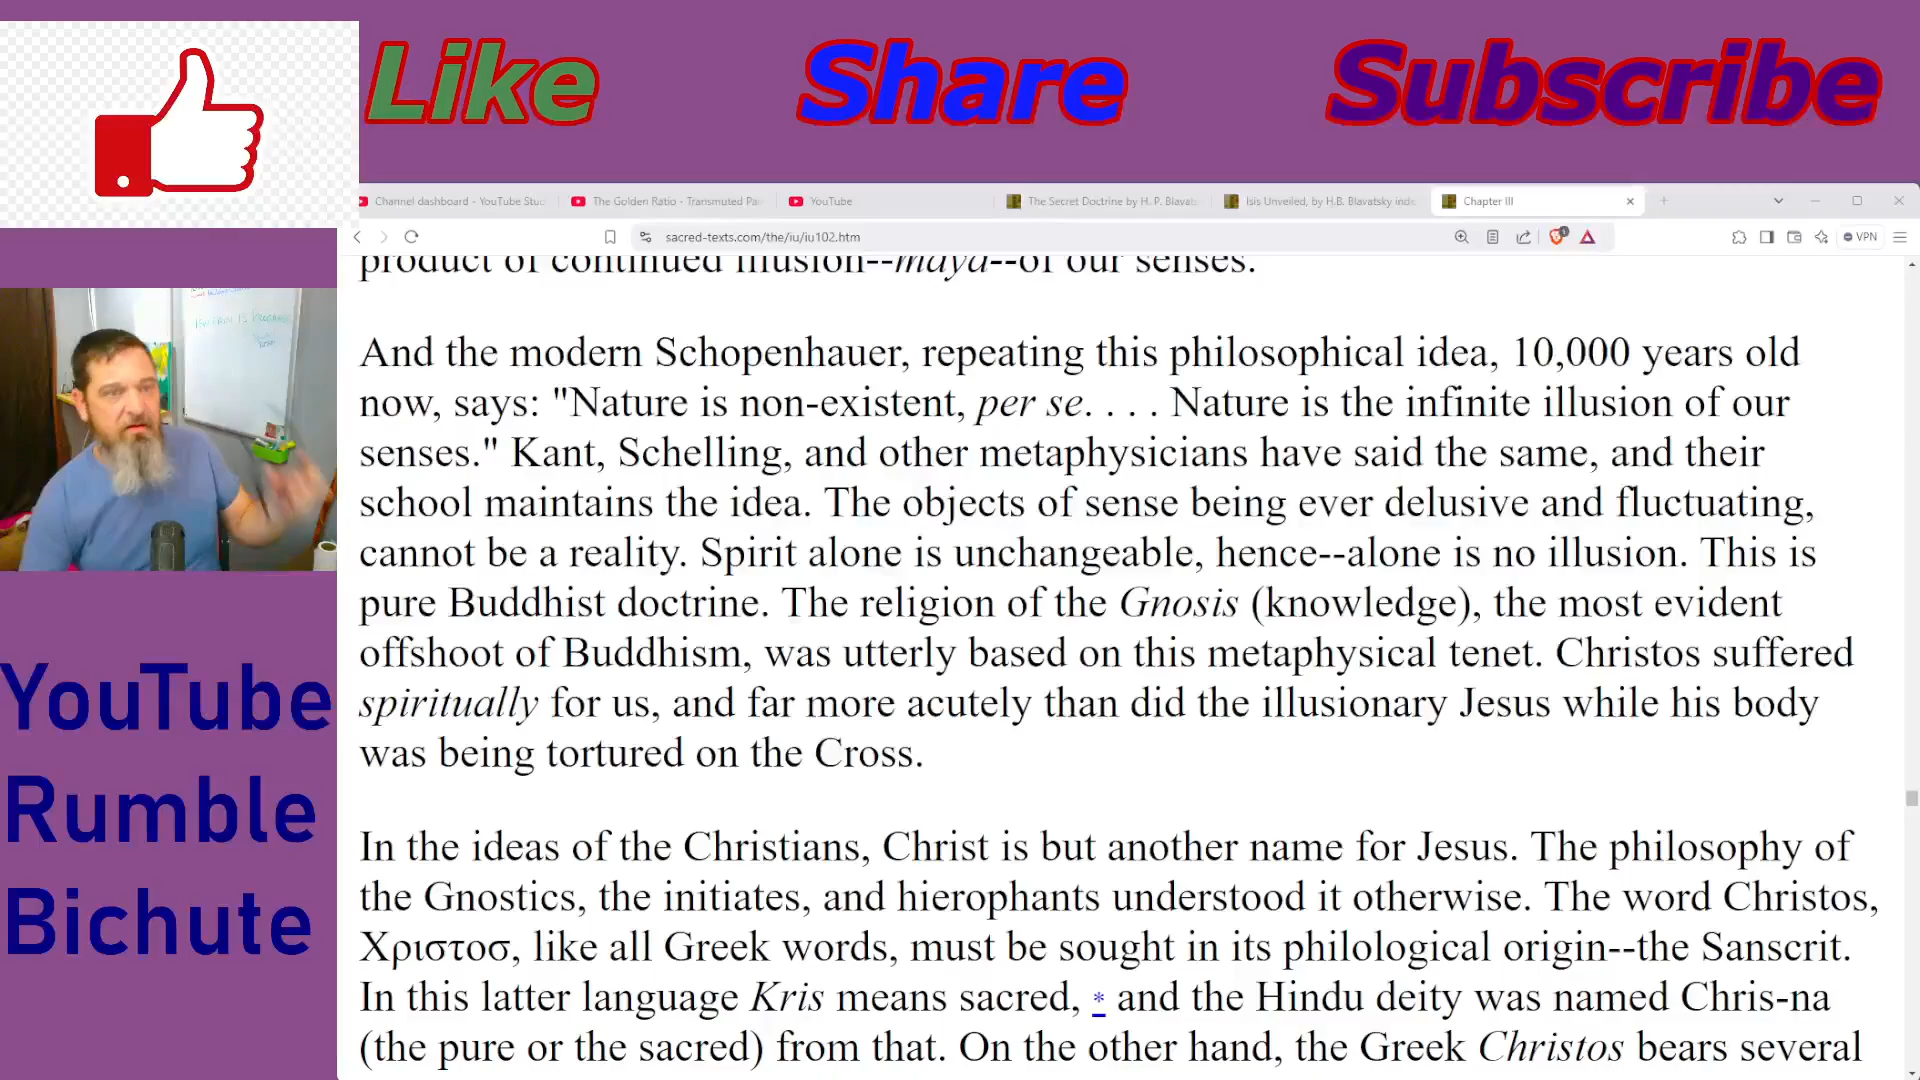 Like Share Subscribe
Channel dashboard - YouTube Stud
The Golden Ratio - Transmuted Pa
YouTube
The Secret Doctrine by H. P. Blavat
Isis Unveiled, by H.B. Blavatsky inde
Chapter III
sacred-texts.com/the/iu/iu102.htm
VPN
product of continued illusion--maya--of our senses.
And the modern Schopenhauer, repeating this philosophical idea, 10,000 years old
now, says: "Nature is non-existent, per se. . . . Nature is the infinite illusion of our
senses." Kant, Schelling, and other metaphysicians have said the same, and their
school maintains the idea. The objects of sense being ever delusive and fluctuating,
cannot be a reality. Spirit alone is unchangeable, hence--alone is no illusion. This is
pure Buddhist doctrine. The religion of the Gnosis (knowledge), the most evident
offshoot of Buddhism, was utterly based on this metaphysical tenet. Christos suffered
spiritually for us, and far more acutely than did the illusionary Jesus while his body
was being tortured on the Cross.
In the ideas of the Christians, Christ is but another name for Jesus. The philosophy of
the Gnostics, the initiates, and hierophants understood it otherwise. The word Christos,
Χριστοσ, like all Greek words, must be sought in its philological origin--the Sanscrit.
In this latter language Kris means sacred, * and the Hindu deity was named Chris-na
(the pure or the sacred) from that. On the other hand, the Greek Christos bears several
YouTube
Rumble
Bichute